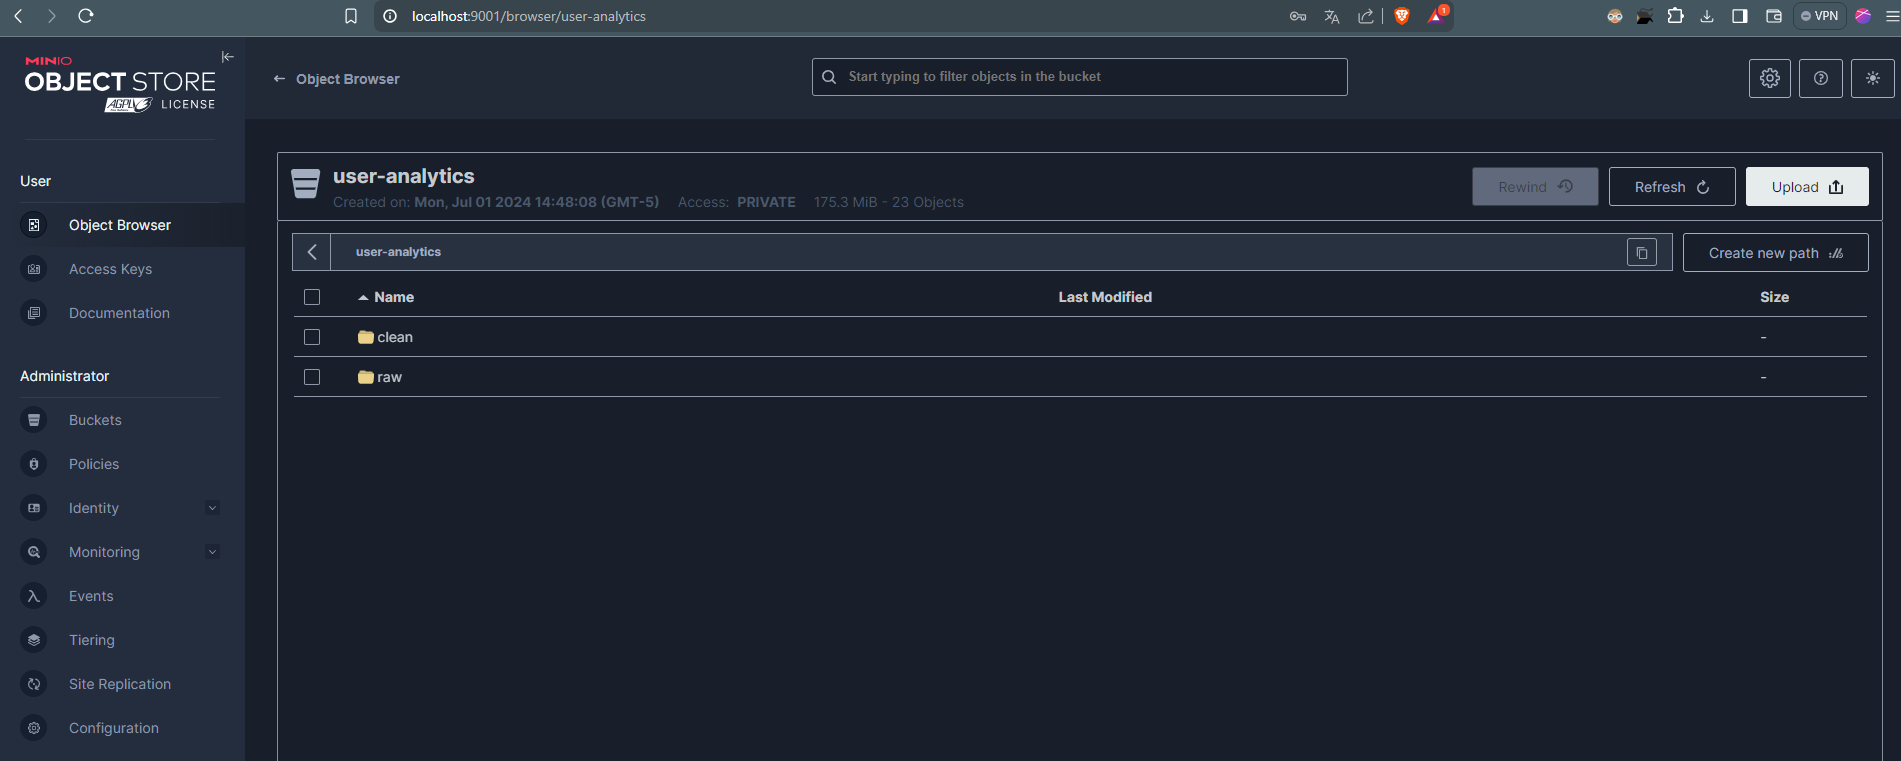 localhost:9001/browser/user-analytics
1
VPN
MINIO
OBJECT STORE
AGPL LICENSE
User
Object Browser
Access Keys
Documentation
Administrator
Buckets
Policies
Identity
Monitoring
Events
Tiering
Site Replication
Configuration
Object Browser
Start typing to filter objects in the bucket
user-analytics
Created on: Mon, Jul 01 2024 14:48:08 (GMT-5) Access: PRIVATE 175.3 MiB - 23 Objects
Rewind
Refresh
Upload
user-analytics
Create new path
Name Last Modified Size
clean -
raw -